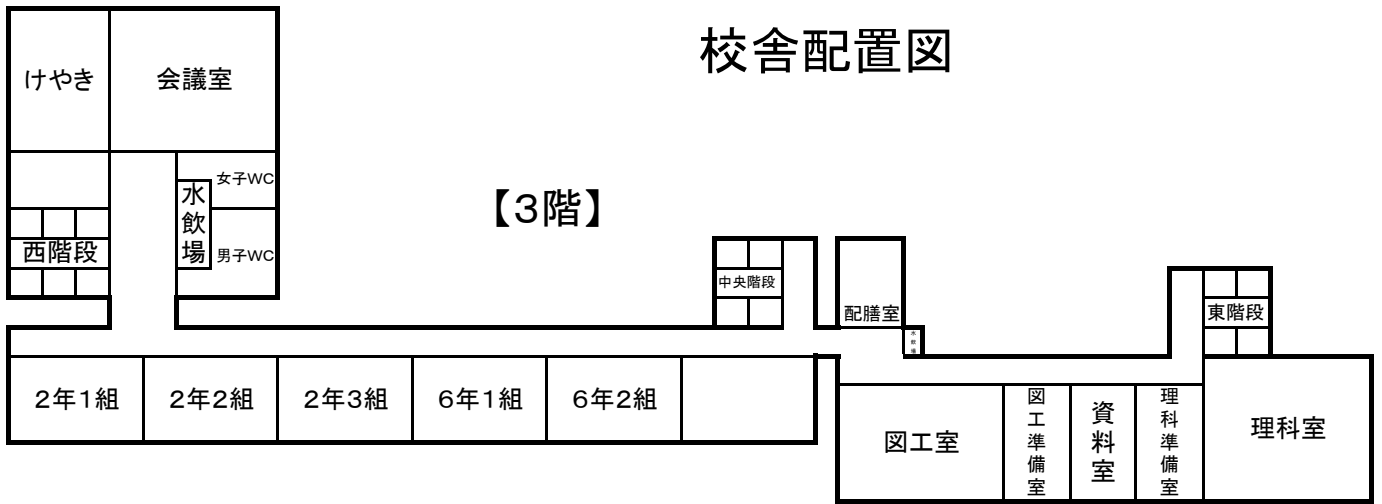 校舎配置図
けやき
会議室
女子WC
水飲場
男子WC
西階段
【3階】
中央階段
配膳室
水飲場
東階段
2年1組
2年2組
2年3組
6年1組
6年2組
図工室
図工準備室
資料室
理科準備室
理科室